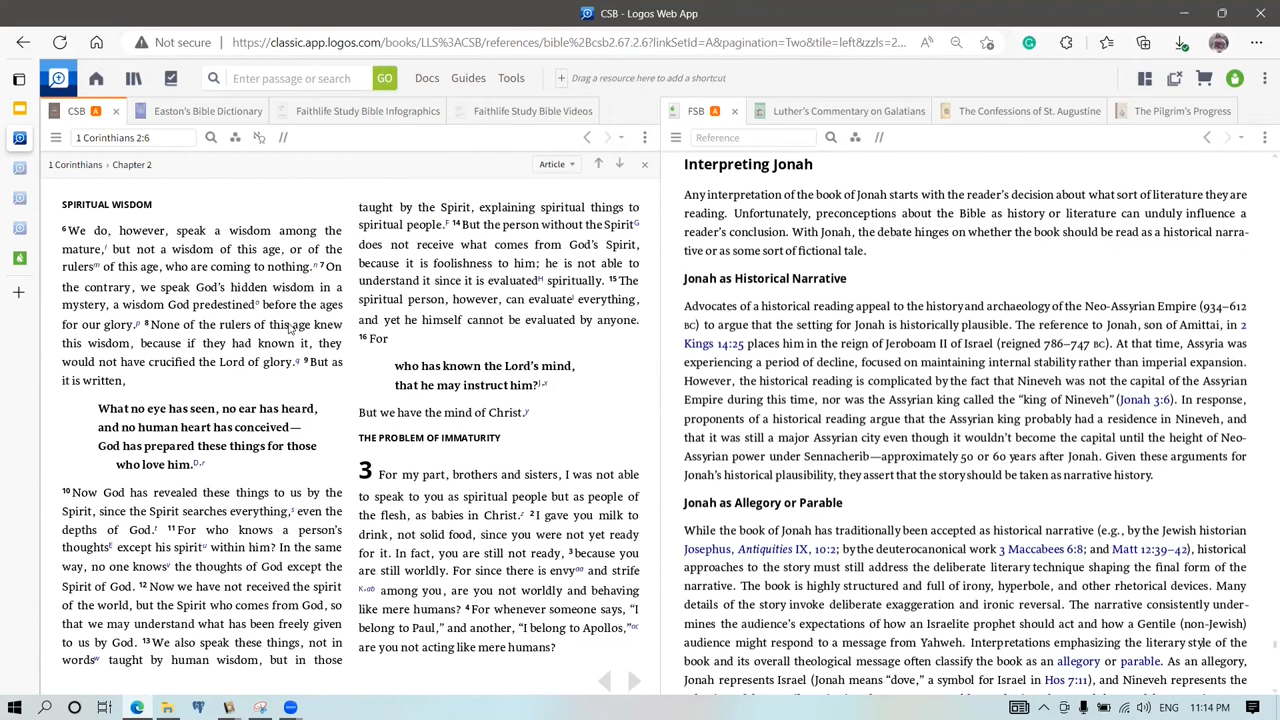 CSB - Logos Web App
Not secure
https://classic.app.logos.com/books/LLS%3ACSB/references/bible%2Bcsb2.67.2.6?linkSetId=A&pagination=Two&tile=left&zzls=2...
Enter passage or search
GO
Docs
Guides
Tools
Drag a resource here to add a shortcut
CSB A
Easton's Bible Dictionary
Faithlife Study Bible Infographics
Faithlife Study Bible Videos
1 Corinthians 2:6
1 Corinthians › Chapter 2
Article
SPIRITUAL WISDOM
6 We do, however, speak a wisdom among the
mature,l but not a wisdom of this age, or of the
rulersm of this age, who are coming to nothing.n 7 On
the contrary, we speak God's hidden wisdom in a
mystery, a wisdom God predestinedo before the ages
for our glory.p 8 None of the rulers of this age knew
this wisdom, because if they had known it, they
would not have crucified the Lord of glory.q 9 But as
it is written,
What no eye has seen, no ear has heard,
and no human heart has conceived—
God has prepared these things for those
who love him.D,r
10 Now God has revealed these things to us by the
Spirit, since the Spirit searches everything,s even the
depths of God.t 11 For who knows a person's
thoughtsE except his spiritu within him? In the same
way, no one knowsv the thoughts of God except the
Spirit of God. 12 Now we have not received the spirit
of the world, but the Spirit who comes from God, so
that we may understand what has been freely given
to us by God. 13 We also speak these things, not in
wordsw taught by human wisdom, but in those
taught by the Spirit, explaining spiritual things to
spiritual people.F 14 But the person without the SpiritG
does not receive what comes from God's Spirit,
because it is foolishness to him; he is not able to
understand it since it is evaluatedH spiritually. 15 The
spiritual person, however, can evaluateI everything,
and yet he himself cannot be evaluated by anyone.
16 For
who has known the Lord's mind,
that he may instruct him?J,x
But we have the mind of Christ.y
THE PROBLEM OF IMMATURITY
3 For my part, brothers and sisters, I was not able
to speak to you as spiritual people but as people of
the flesh, as babies in Christ.z 2 I gave you milk to
drink, not solid food, since you were not yet ready
for it. In fact, you are still not ready, 3 because you
are still worldly. For since there is envyaa and strife
K,ab among you, are you not worldly and behaving
like mere humans? 4 For whenever someone says, “I
belong to Paul,” and another, “I belong to Apollos,”ac
are you not acting like mere humans?
FSB A
Luther's Commentary on Galatians
The Confessions of St. Augustine
The Pilgrim's Progress
Reference
Interpreting Jonah
Any interpretation of the book of Jonah starts with the reader's decision about what sort of literature they are
reading. Unfortunately, preconceptions about the Bible as history or literature can unduly influence a
reader's conclusion. With Jonah, the debate hinges on whether the book should be read as a historical narra-
tive or as some sort of fictional tale.
Jonah as Historical Narrative
Advocates of a historical reading appeal to the history and archaeology of the Neo-Assyrian Empire (934–612
BC) to argue that the setting for Jonah is historically plausible. The reference to Jonah, son of Amittai, in 2
Kings 14:25 places him in the reign of Jeroboam II of Israel (reigned 786–747 BC). At that time, Assyria was
experiencing a period of decline, focused on maintaining internal stability rather than imperial expansion.
However, the historical reading is complicated by the fact that Nineveh was not the capital of the Assyrian
Empire during this time, nor was the Assyrian king called the “king of Nineveh” (Jonah 3:6). In response,
proponents of a historical reading argue that the Assyrian king probably had a residence in Nineveh, and
that it was still a major Assyrian city even though it wouldn't become the capital until the height of Neo-
Assyrian power under Sennacherib—approximately 50 or 60 years after Jonah. Given these arguments for
Jonah's historical plausibility, they assert that the story should be taken as narrative history.
Jonah as Allegory or Parable
While the book of Jonah has traditionally been accepted as historical narrative (e.g., by the Jewish historian
Josephus, Antiquities IX, 10:2; by the deuterocanonical work 3 Maccabees 6:8; and Matt 12:39–42), historical
approaches to the story must still address the deliberate literary technique shaping the final form of the
narrative. The book is highly structured and full of irony, hyperbole, and other rhetorical devices. Many
details of the story invoke deliberate exaggeration and ironic reversal. The narrative consistently under-
mines the audience's expectations of how an Israelite prophet should act and how a Gentile (non-Jewish)
audience might respond to a message from Yahweh. Interpretations emphasizing the literary style of the
book and its overall theological message often classify the book as an allegory or parable. As an allegory,
Jonah represents Israel (Jonah means “dove,” a symbol for Israel in Hos 7:11), and Nineveh represents the
ENG
11:14 PM